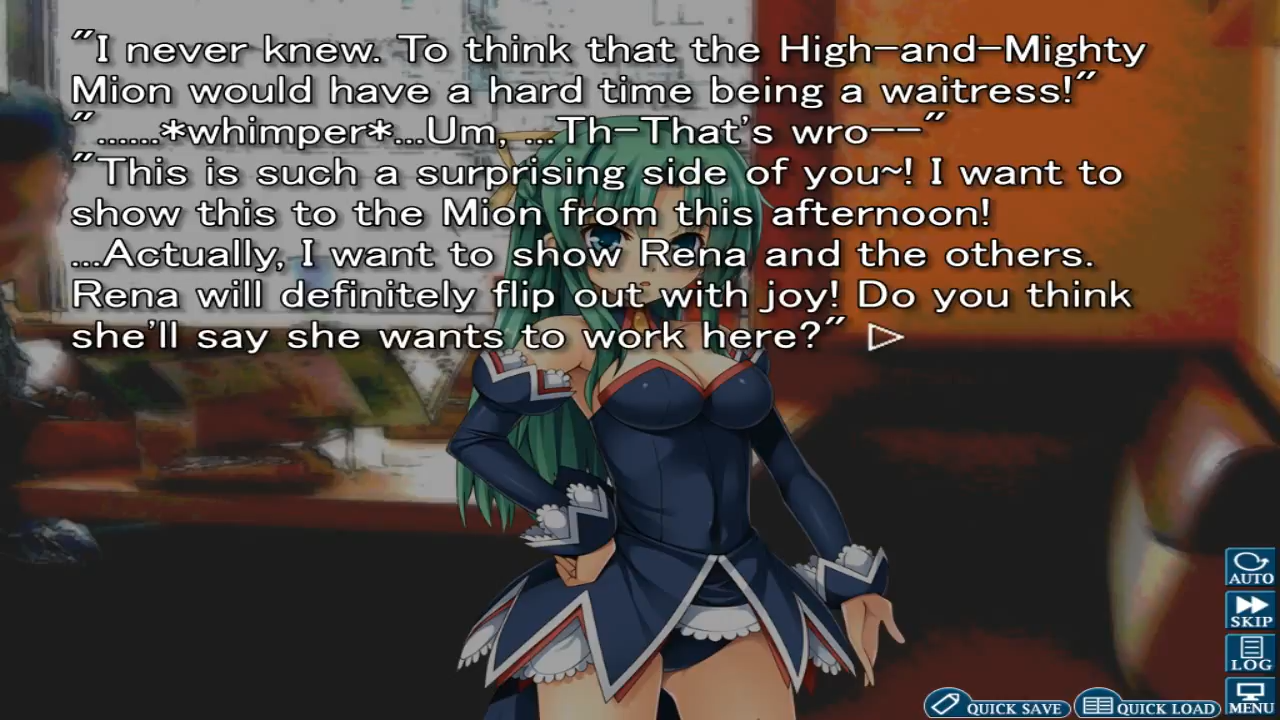 "I never knew. To think that the High-and-Mighty
Mion would have a hard time being a waitress!"
"......*whimper*...Um, ...Th-That's wro--"
"This is such a surprising side of you~! I want to
show this to the Mion from this afternoon!
...Actually, I want to show Rena and the others.
Rena will definitely flip out with joy! Do you think
she'll say she wants to work here?"
AUTO
SKIP
LOG
MENU
QUICK SAVE
QUICK LOAD